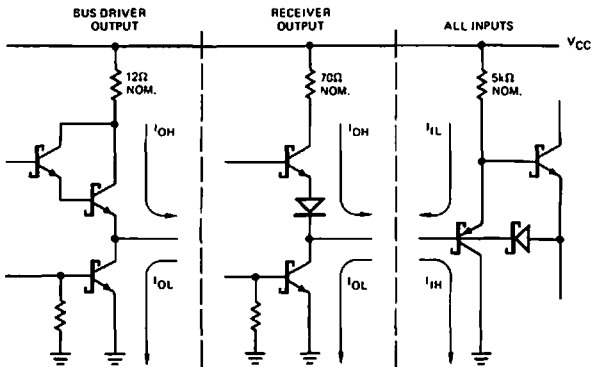 BUS DRIVER
OUTPUT
RECEIVER
OUTPUT
ALL INPUTS
VCC
12Ω
NOM.
70Ω
NOM.
5kΩ
NOM.
IOH
IOH
IIL
IOL
IOL
IIH